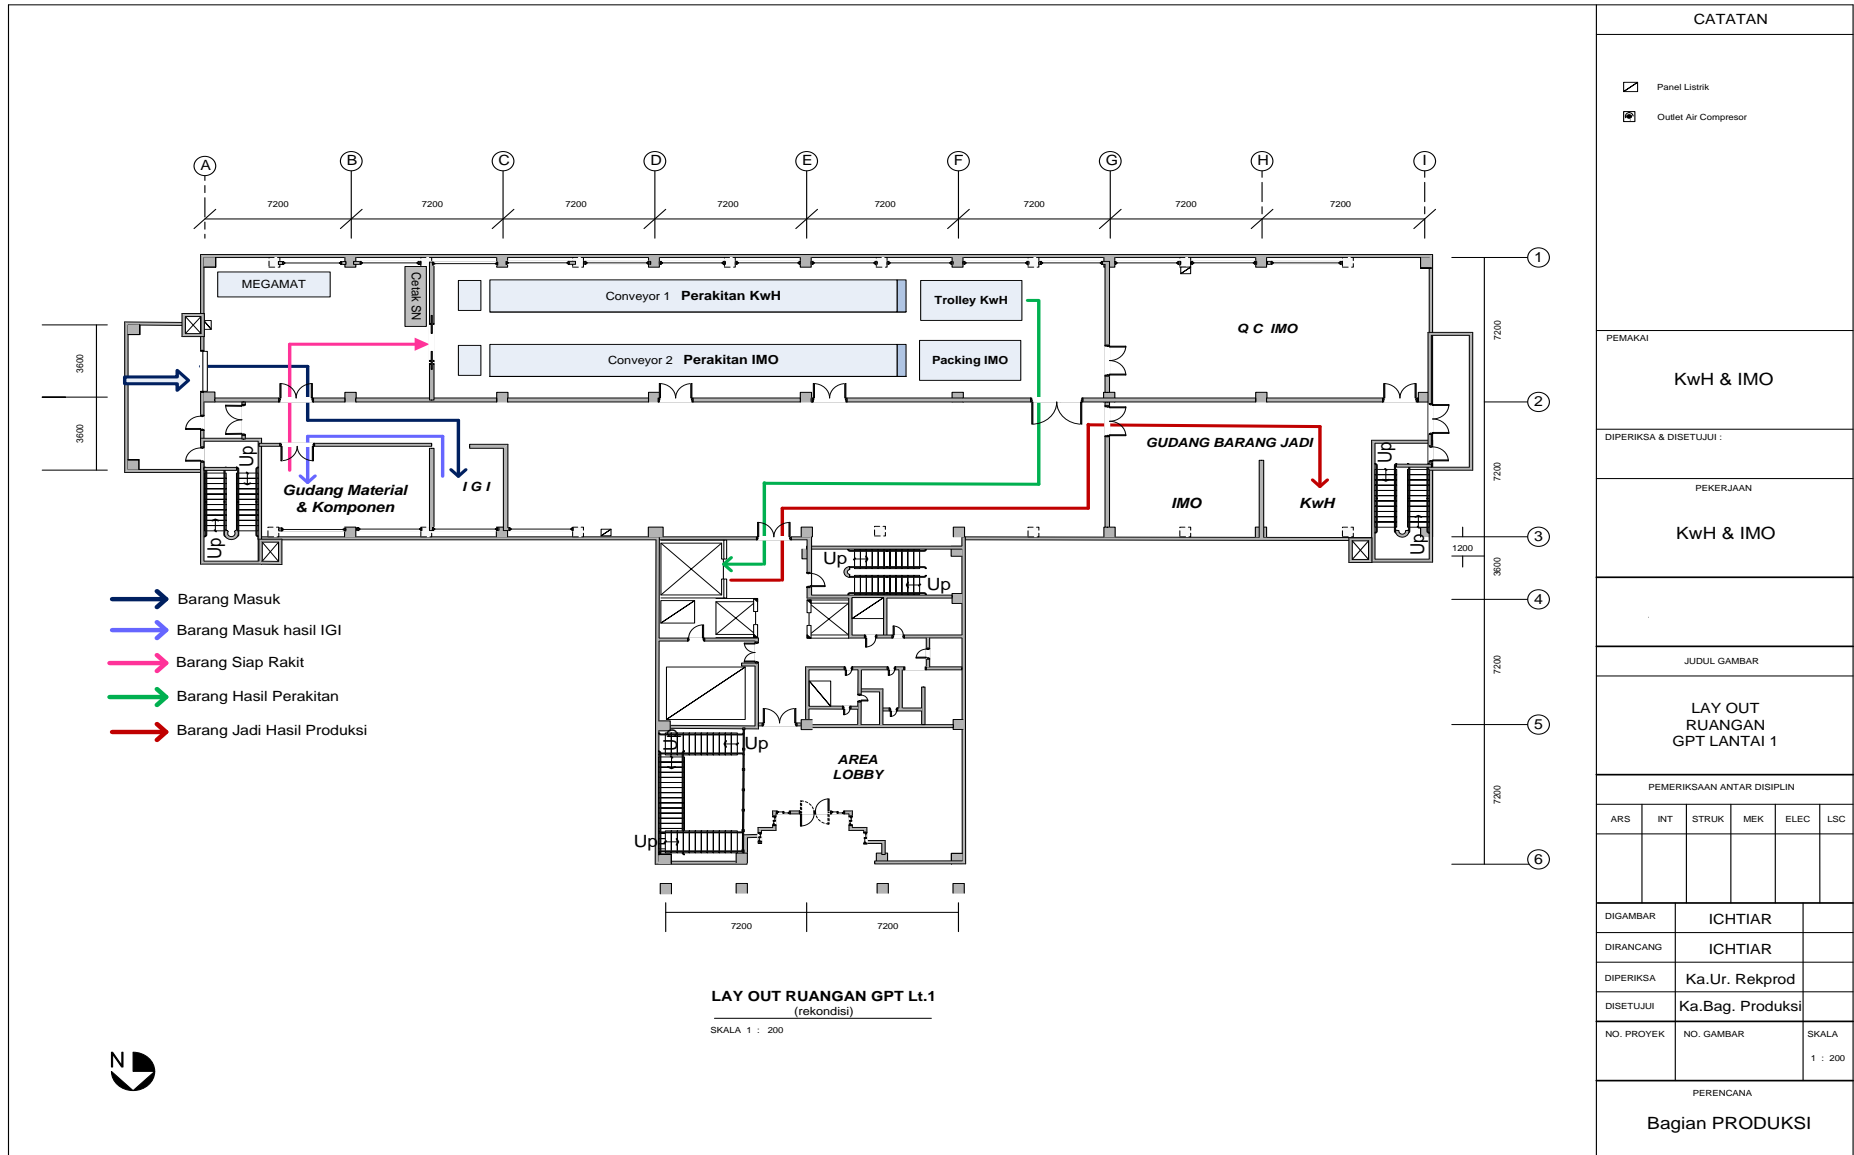 A
B
C
D
E
F
G
H
I
7200
7200
7200
7200
7200
7200
7200
7200
1
2
3
4
5
6
7200
7200
1200
3600
7200
7200
3600
3600
MEGAMAT
Cetak SN
Conveyor 1 Perakitan KwH
Trolley KwH
Conveyor 2 Perakitan IMO
Packing IMO
Q C IMO
GUDANG BARANG JADI
IMO
KwH
Gudang Material
& Komponen
I G I
Up
Up
Up
Up
Up
Up
Up
Up
Up
AREA
LOBBY
7200
7200
Barang Masuk
Barang Masuk hasil IGI
Barang Siap Rakit
Barang Hasil Perakitan
Barang Jadi Hasil Produksi
LAY OUT RUANGAN GPT Lt.1
(rekondisi)
SKALA 1 : 200
N
CATATAN
Panel Listrik
Outlet Air Compresor
PEMAKAI
KwH & IMO
DIPERIKSA & DISETUJUI :
PEKERJAAN
KwH & IMO
JUDUL GAMBAR
LAY OUT
RUANGAN
GPT LANTAI 1
PEMERIKSAAN ANTAR DISIPLIN
ARS INT STRUK MEK ELEC LSC
DIGAMBAR ICHTIAR
DIRANCANG ICHTIAR
DIPERIKSA Ka.Ur. Rekprod
DISETUJUI Ka.Bag. Produksi
NO. PROYEK NO. GAMBAR SKALA
1 : 200
PERENCANA
Bagian PRODUKSI